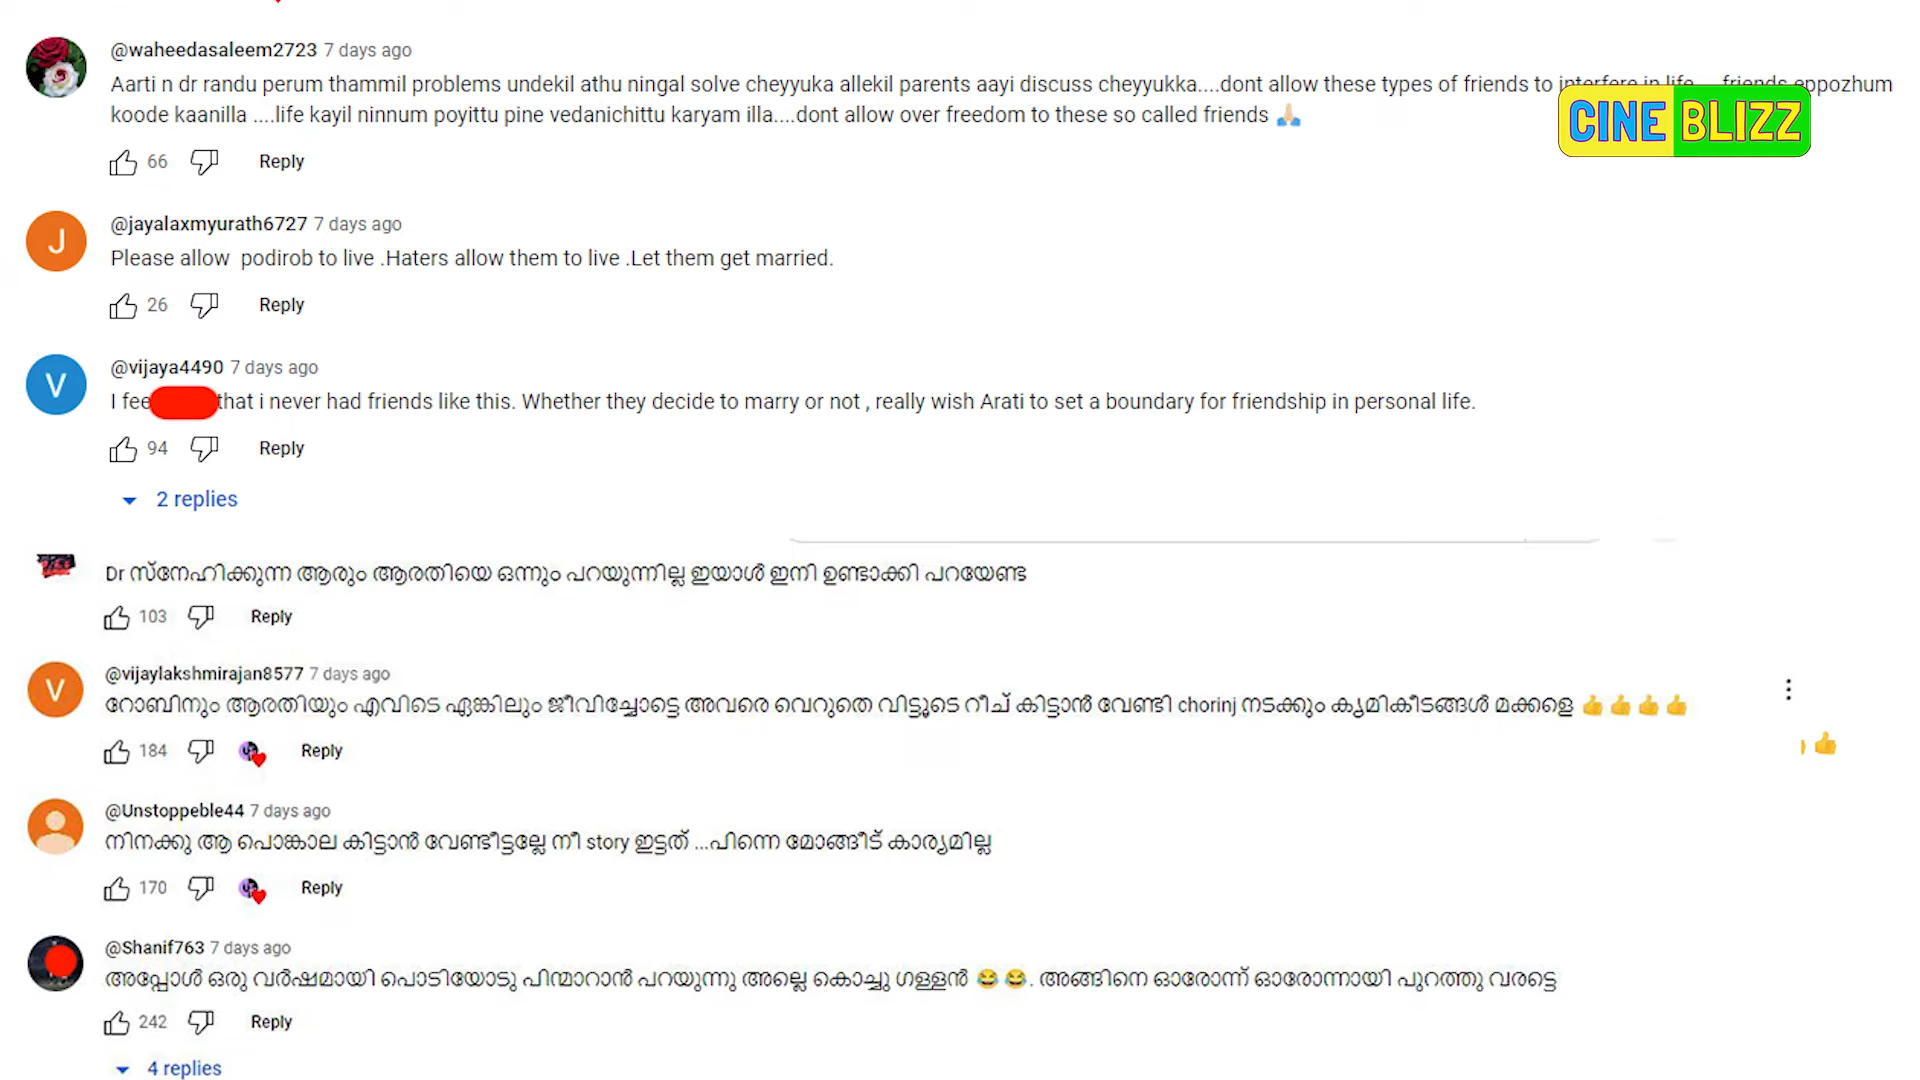 @waheedasaleem2723 7 days ago
Aarti n dr randu perum thammil problems undekil athu ningal solve cheyyuka allekil parents aayi discuss cheyyukka....dont allow these types of friends to interfere in life ... friends eppozhum
koode kaanilla ....life kayil ninnum poyittu pine vedanichittu karyam illa....dont allow over freedom to these so called friends 🙏🏻
CINE BLIZZ
66 Reply
@jayalaxmyurath6727 7 days ago
Please allow podirob to live .Haters allow them to live .Let them get married.
26 Reply
@vijaya4490 7 days ago
I fee that i never had friends like this. Whether they decide to marry or not , really wish Arati to set a boundary for friendship in personal life.
94 Reply
2 replies
Dr സ്നേഹിക്കുന്ന ആരും ആരതിയെ ഒന്നും പറയുന്നില്ല ഇയാൾ ഇനി ഉണ്ടാക്കി പറയേണ്ട
103 Reply
@vijaylakshmirajan8577 7 days ago
റോബിനും ആരതിയും എവിടെ ഏങ്കിലും ജീവിച്ചോട്ടെ അവരെ വെറുതെ വിട്ടൂടെ റീച് കിട്ടാൻ വേണ്ടി chorinj നടക്കും കൃമികീടങ്ങൾ മക്കളെ 👍👍👍👍
👍
184 Reply
@Unstoppeble44 7 days ago
നിനക്കു ആ പൊങ്കാല കിട്ടാൻ വേണ്ടീട്ടല്ലേ നീ story ഇട്ടത് ...പിന്നെ മോങ്ങീട് കാര്യമില്ല
170 Reply
@Shanif763 7 days ago
അപ്പോൾ ഒരു വർഷമായി പൊടിയോടു പിന്മാറാൻ പറയുന്നു അല്ലെ കൊച്ചു ഗള്ളൻ 😂😂. അങ്ങിനെ ഓരോന്ന് ഓരോന്നായി പുറത്തു വരട്ടെ
242 Reply
4 replies